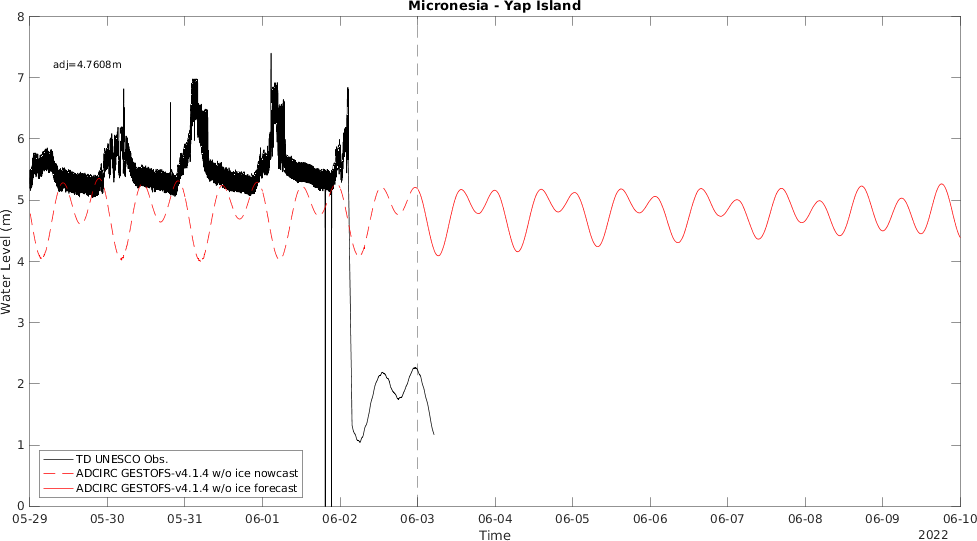 Micronesia - Yap Island
8
7
6
5
4
3
2
1
0
Water Level (m)
adj=4.7608m
TD UNESCO Obs.
ADCIRC GESTOFS-v4.1.4 w/o ice nowcast
ADCIRC GESTOFS-v4.1.4 w/o ice forecast
05-29 05-30 05-31 06-01 06-02 06-03 06-04 06-05 06-06 06-07 06-08 06-09 06-10
Time
2022